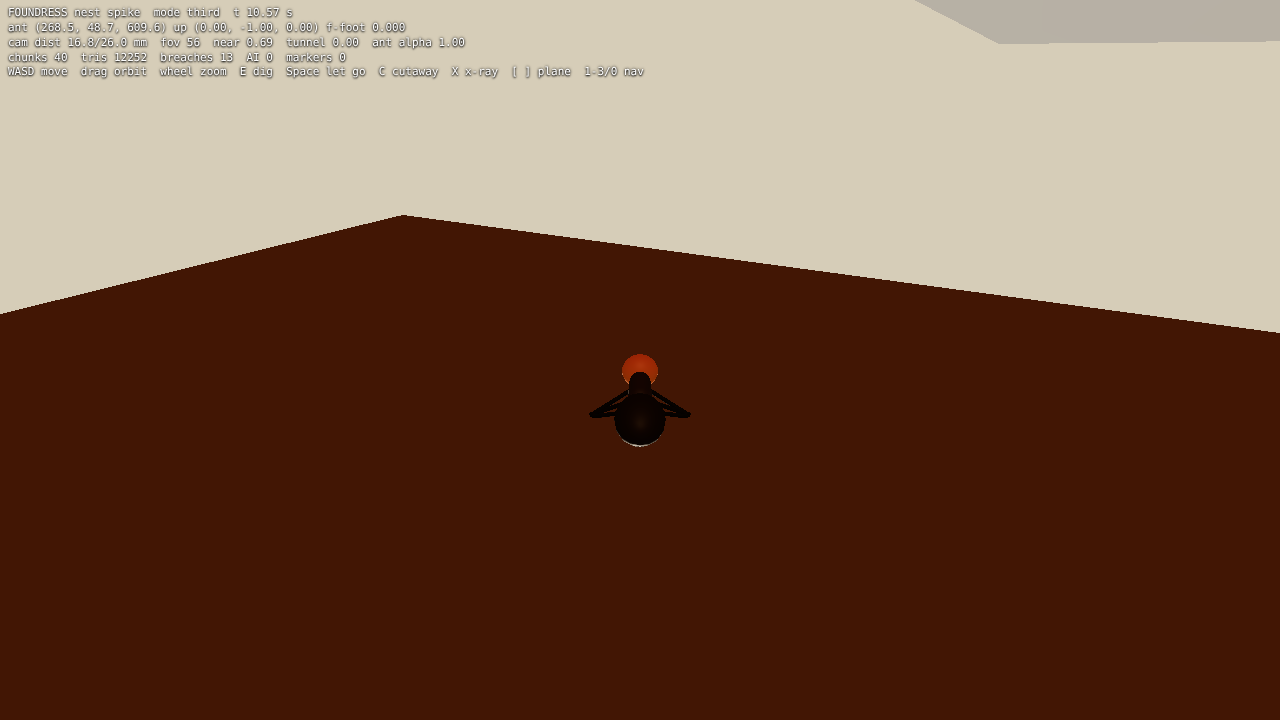 FOUNDRESS nest spike  mode third  t 10.57 s
ant (268.5, 48.7, 609.6) up (0.00, -1.00, 0.00) f-foot 0.000
cam dist 16.8/26.0 mm  fov 56  near 0.69  tunnel 0.00  ant alpha 1.00
chunks 40  tris 12252  breaches 13  AI 0  markers 0
WASD move  drag orbit  wheel zoom  E dig  Space let go  C cutaway  X x-ray  [ ] plane  1-3/0 nav